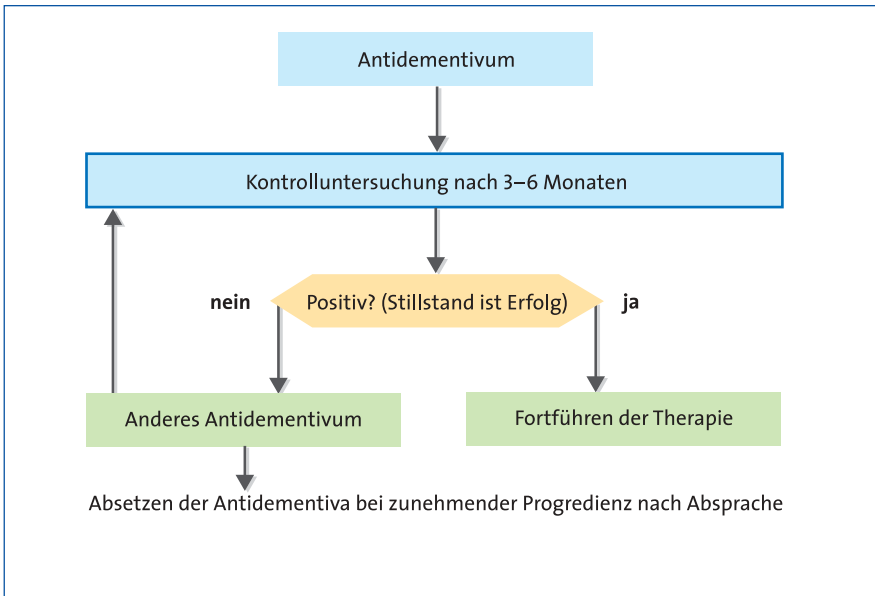 Antidementivum
Kontrolluntersuchung nach 3–6 Monaten
nein
Positiv? (Stillstand ist Erfolg)
ja
Anderes Antidementivum
Fortführen der Therapie
Absetzen der Antidementiva bei zunehmender Progredienz nach Absprache